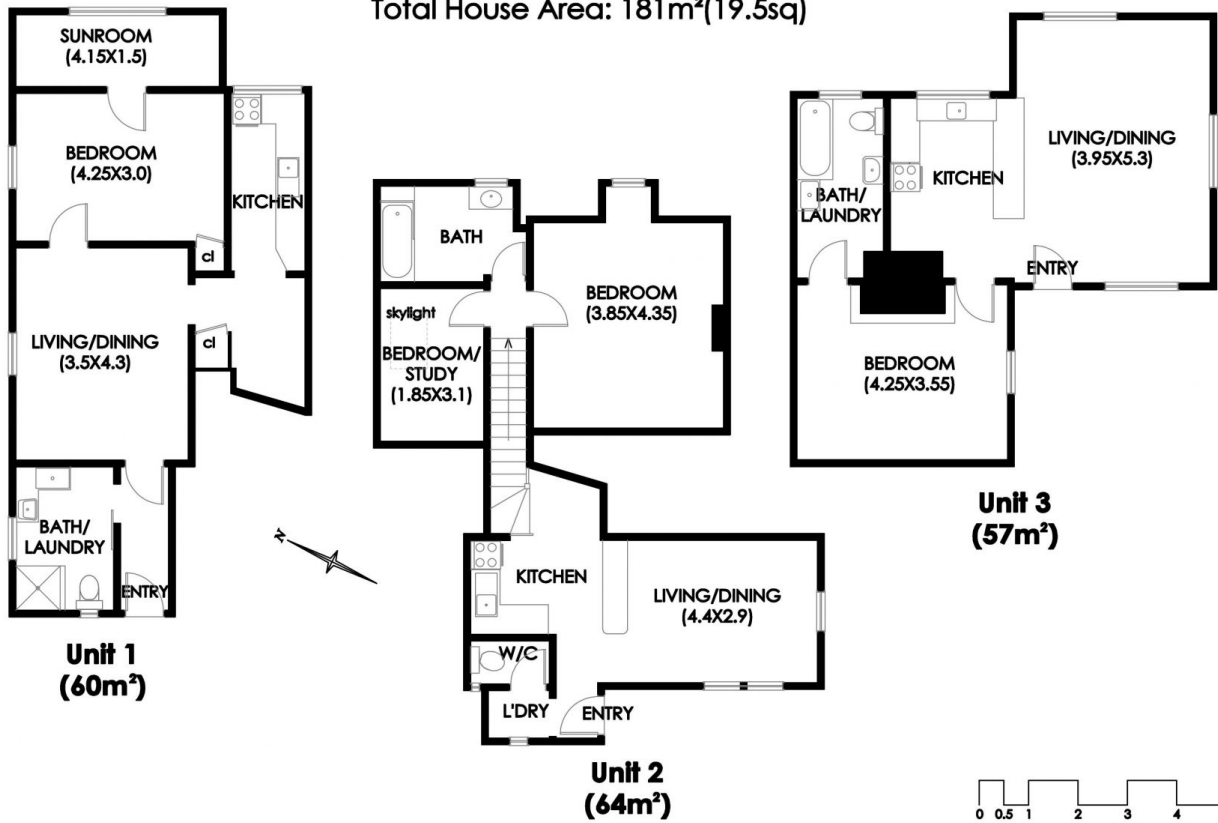 Total House Area: 181m²(19.5sq)
SUNROOM
(4.15X1.5)
BEDROOM
(4.25X3.0)
KITCHEN
cl
LIVING/DINING
(3.5X4.3)
cl
BATH/
LAUNDRY
ENTRY
Unit 1
(60m²)
BATH
BEDROOM
(3.85X4.35)
skylight
BEDROOM/
STUDY
(1.85X3.1)
N
KITCHEN
LIVING/DINING
(4.4X2.9)
W/C
L'DRY
ENTRY
Unit 2
(64m²)
LIVING/DINING
(3.95X5.3)
KITCHEN
BATH/
LAUNDRY
ENTRY
BEDROOM
(4.25X3.55)
Unit 3
(57m²)
0 0.5 1 2 3 4